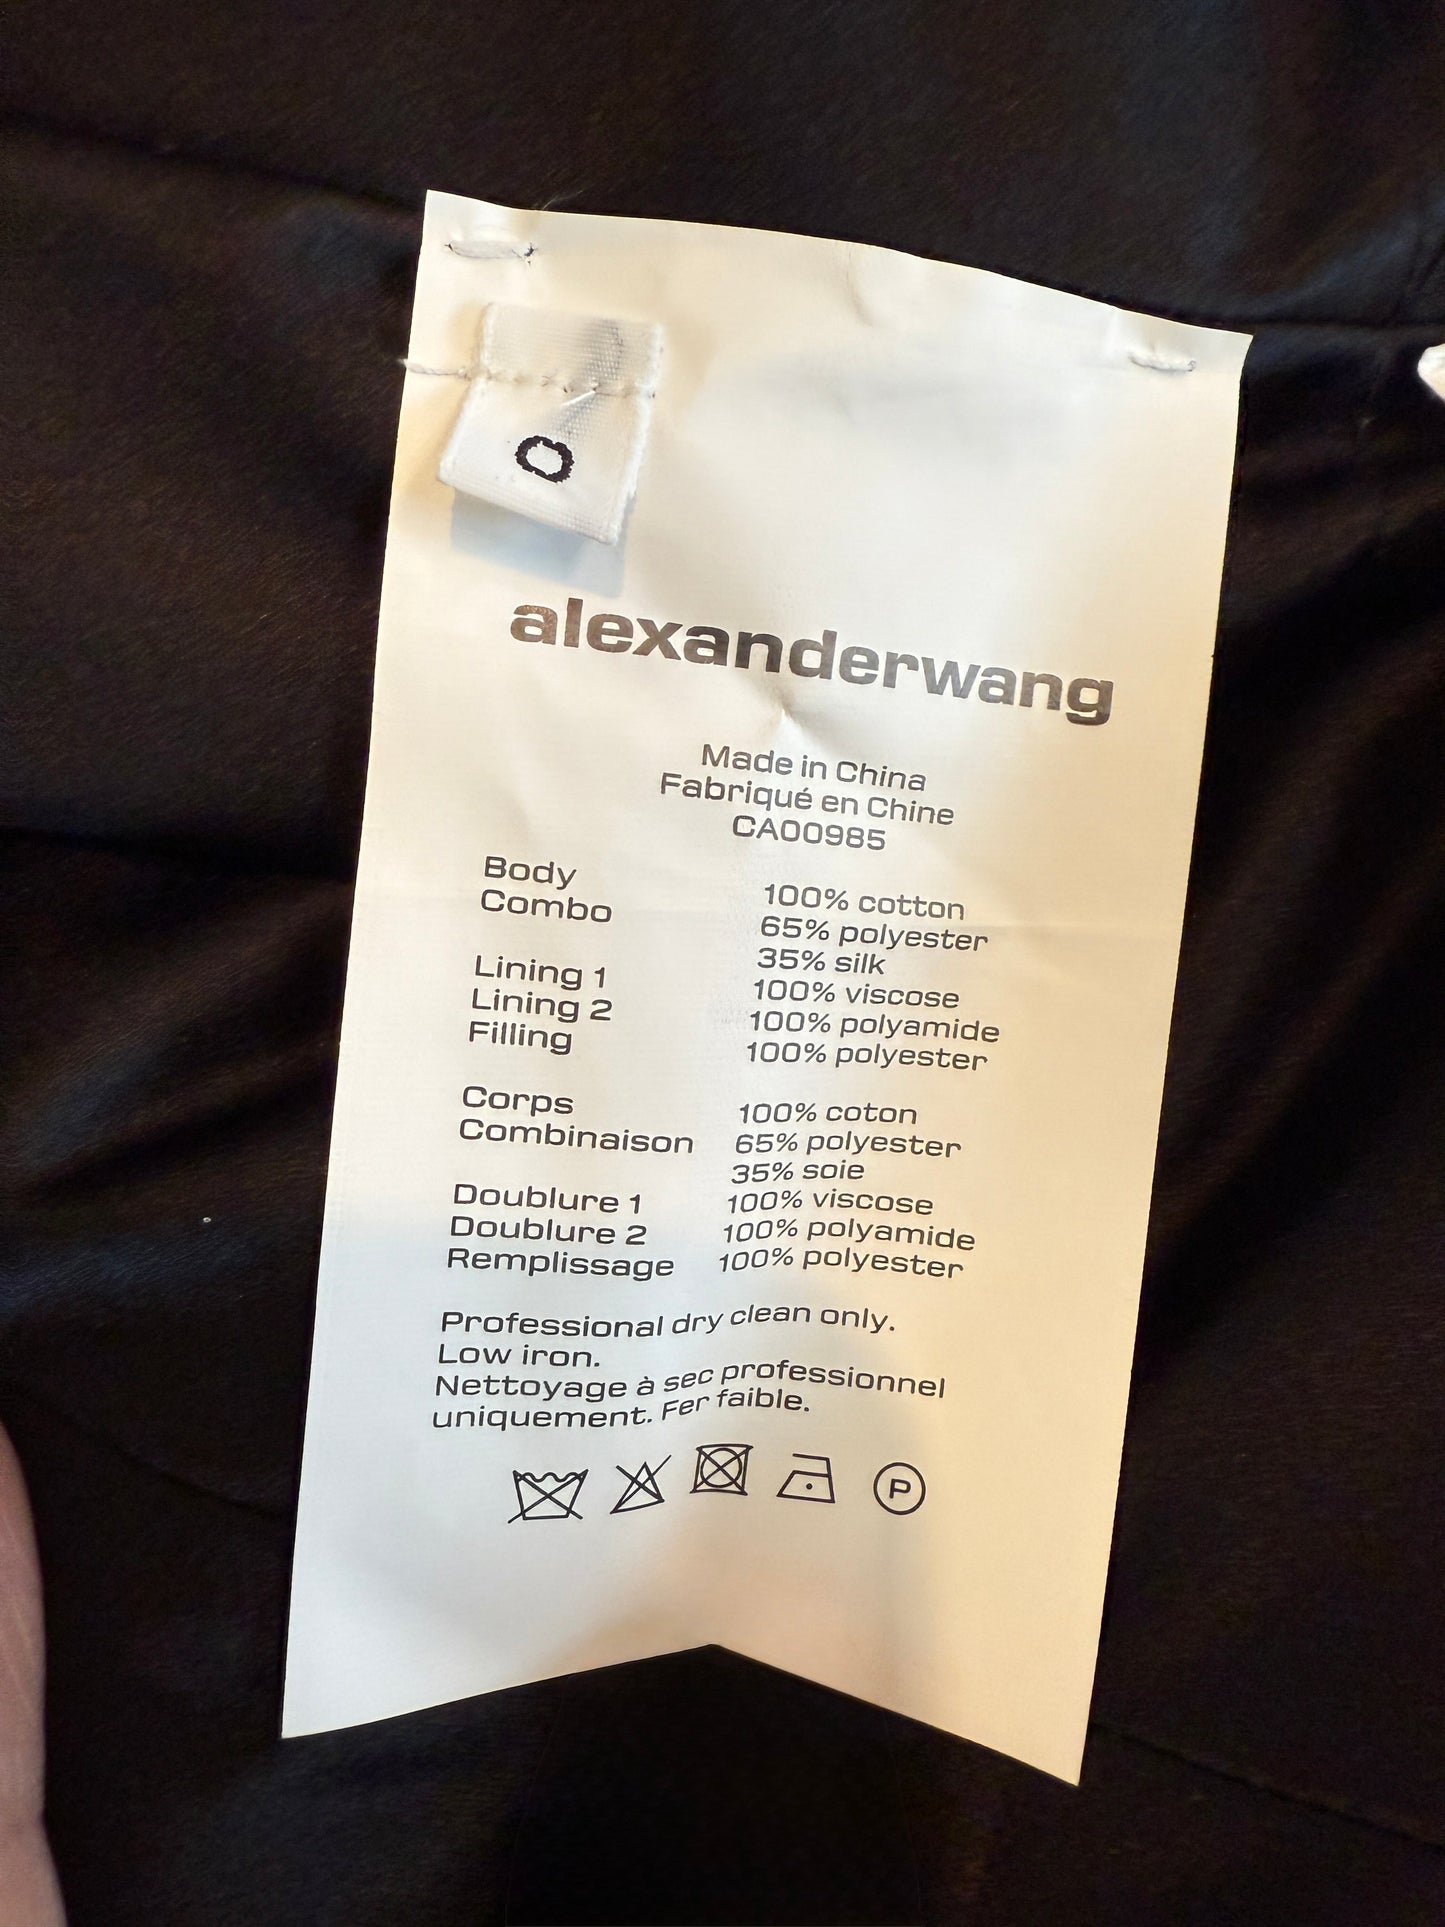 0
alexanderwang
Made in China
Fabriqué en Chine
CA00985
Body 100% cotton
Combo 65% polyester
35% silk
Lining 1 100% viscose
Lining 2 100% polyamide
Filling 100% polyester
Corps 100% coton
Combinaison 65% polyester
35% soie
Doublure 1 100% viscose
Doublure 2 100% polyamide
Remplissage 100% polyester
Professional dry clean only.
Low iron.
Nettoyage à sec professionnel
uniquement. Fer faible.
P